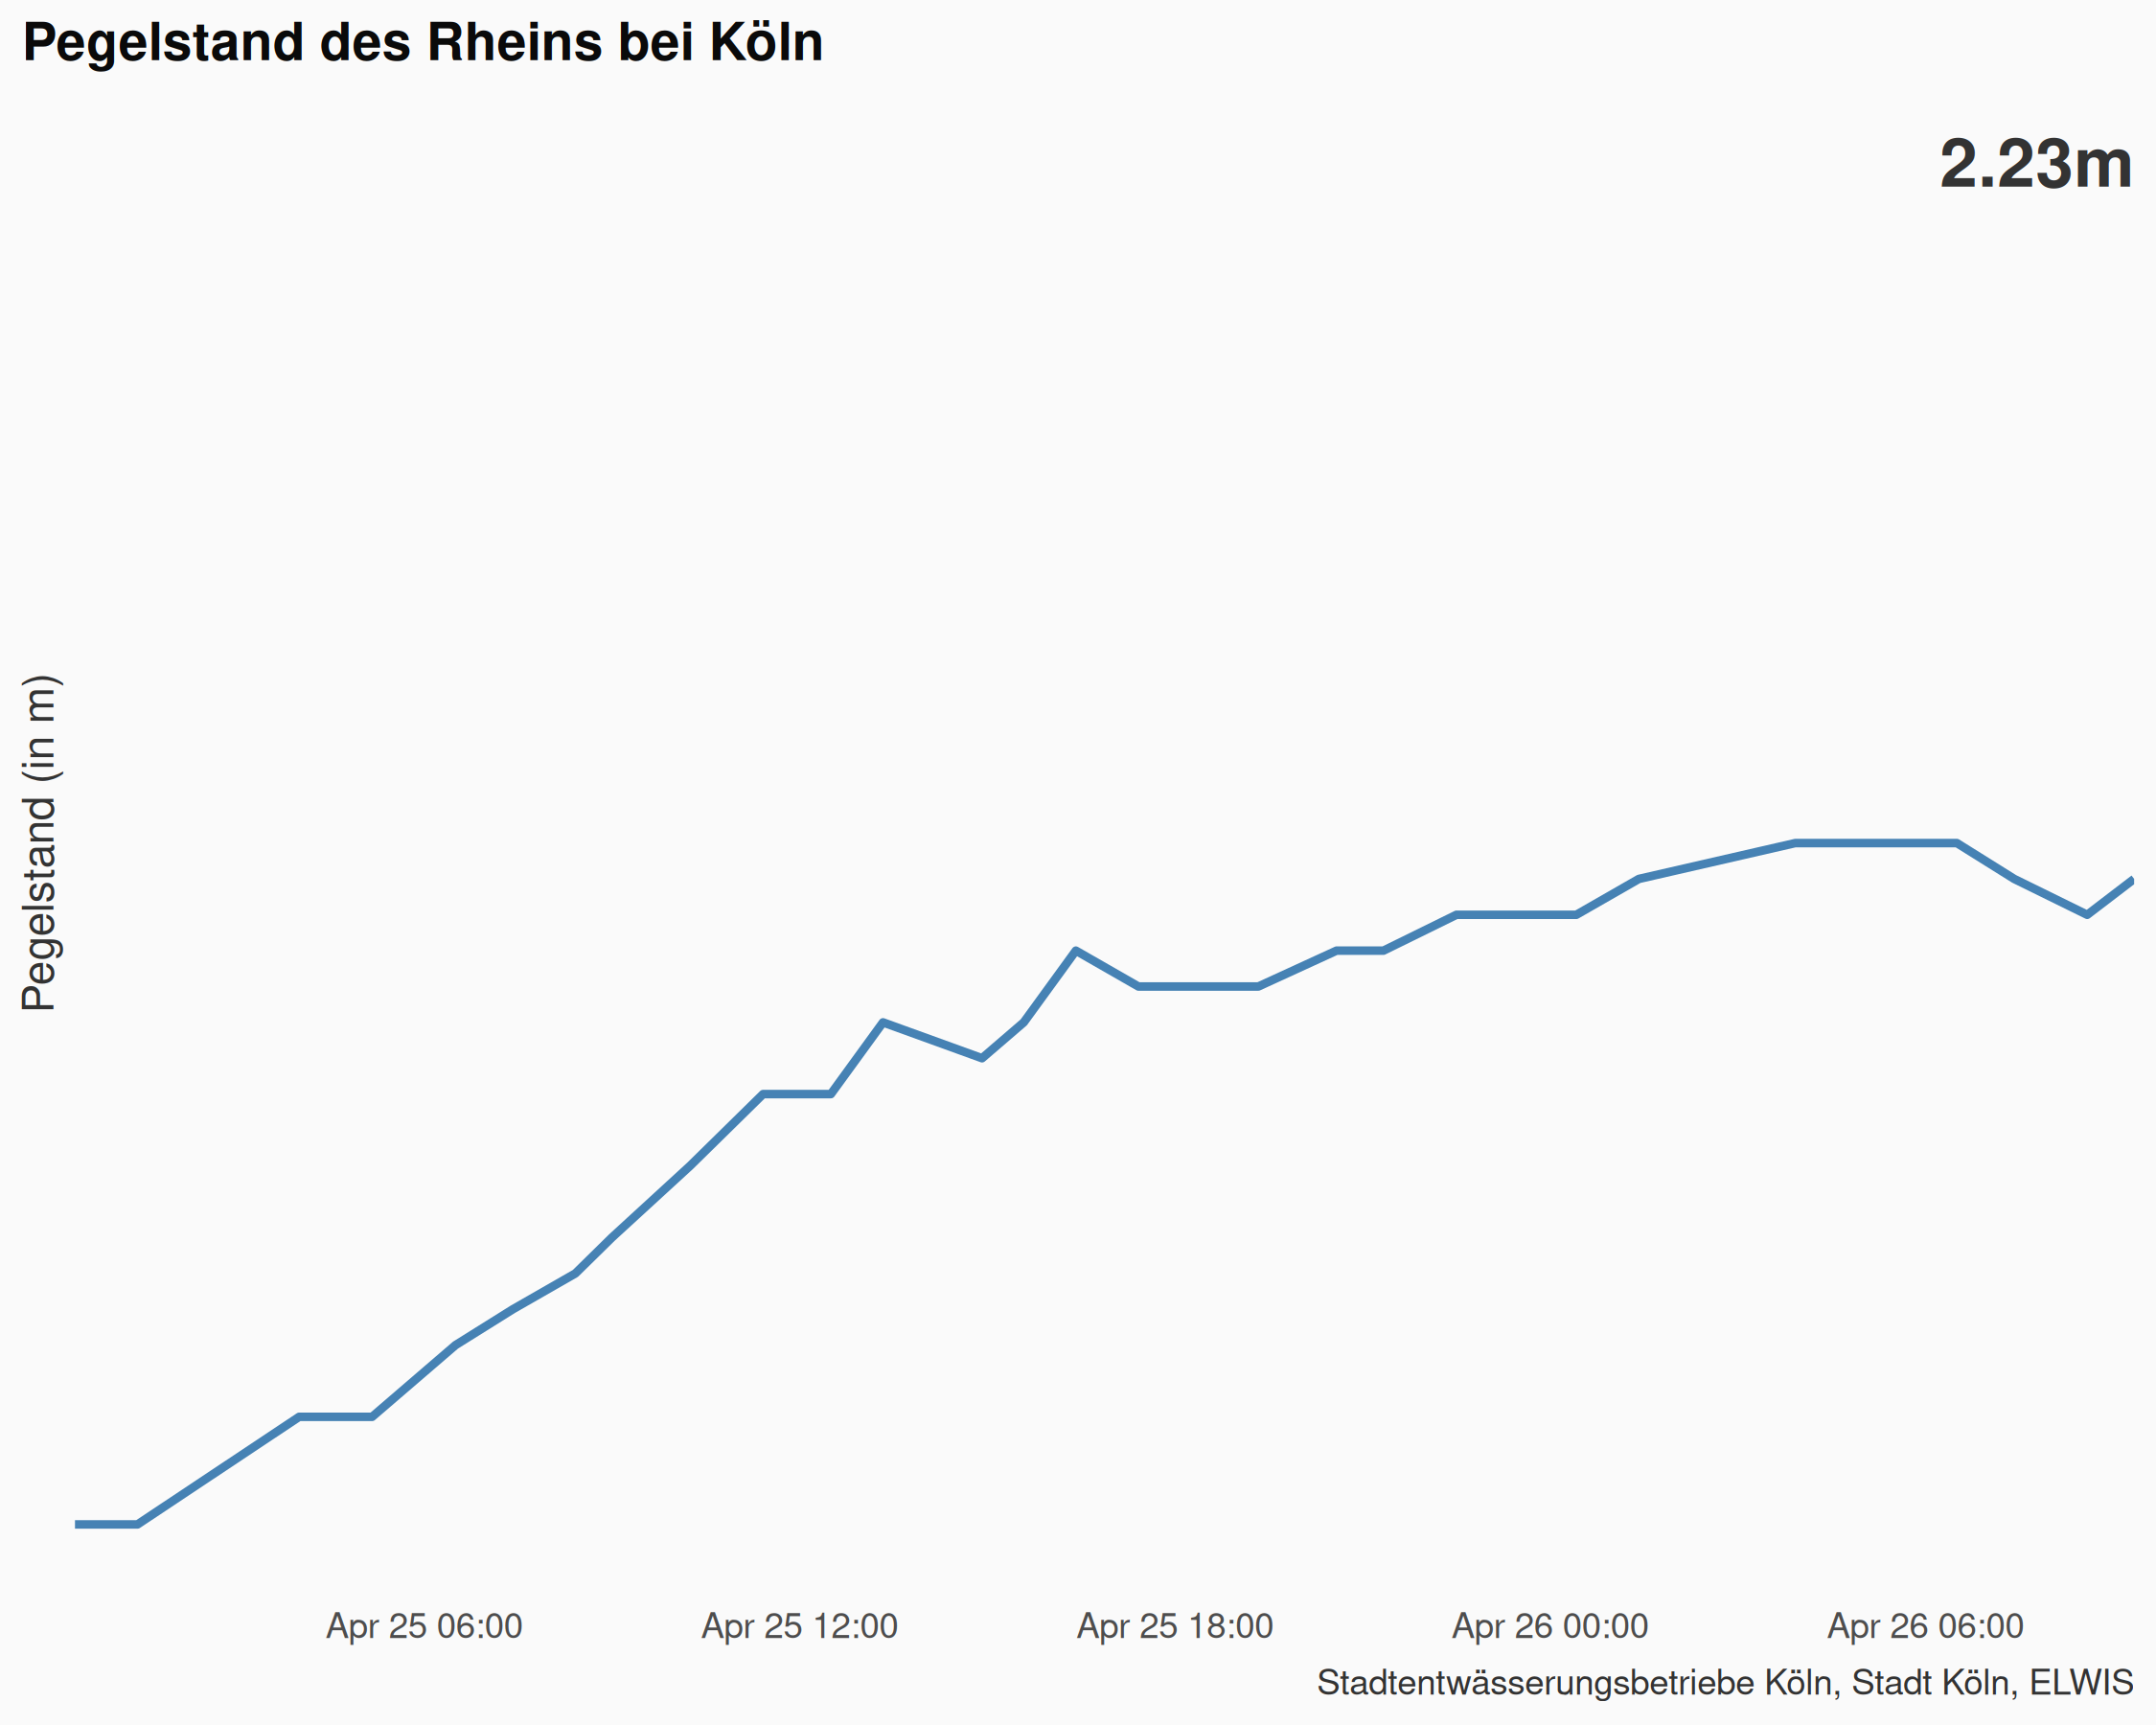 Pegelstand des Rheins bei Köln
2.23m
Pegelstand (in m)
Apr 25 06:00 Apr 25 12:00 Apr 25 18:00 Apr 26 00:00 Apr 26 06:00
Stadtentwässerungsbetriebe Köln, Stadt Köln, ELWIS